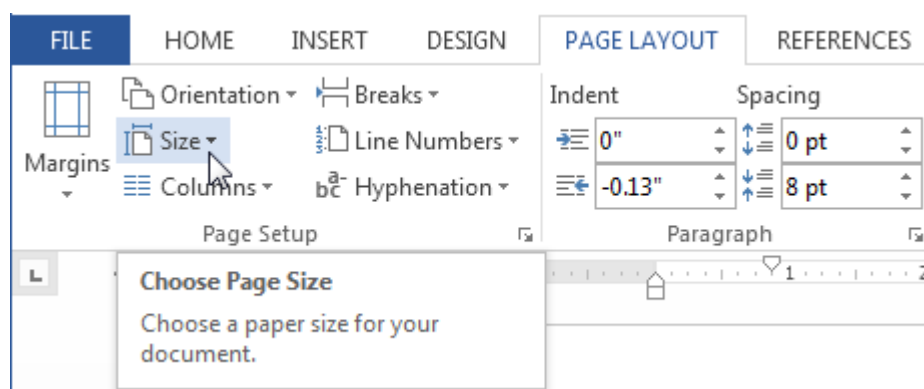 FILE HOME INSERT DESIGN PAGE LAYOUT REFERENCES
Orientation Breaks Indent Spacing
Size Line Numbers 0" 0 pt
Margins
Columns Hyphenation -0.13" 8 pt
Page Setup Paragraph
L 1 2
Choose Page Size
Choose a paper size for your
document.